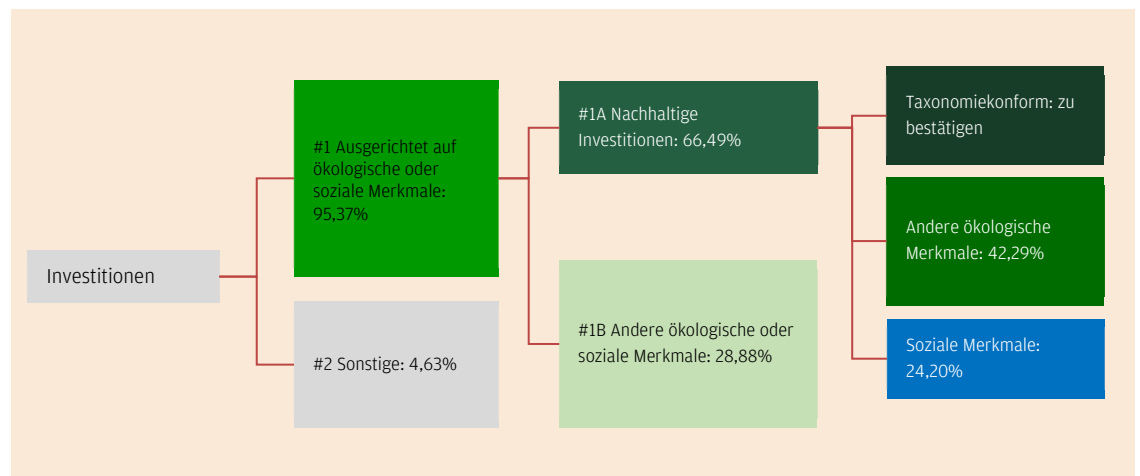 Investitionen
#1 Ausgerichtet auf
ökologische oder
soziale Merkmale:
95,37%
#2 Sonstige: 4,63%
#1A Nachhaltige
Investitionen: 66,49%
#1B Andere ökologische oder
soziale Merkmale: 28,88%
Taxonomiekonform: zu
bestätigen
Andere ökologische
Merkmale: 42,29%
Soziale Merkmale:
24,20%